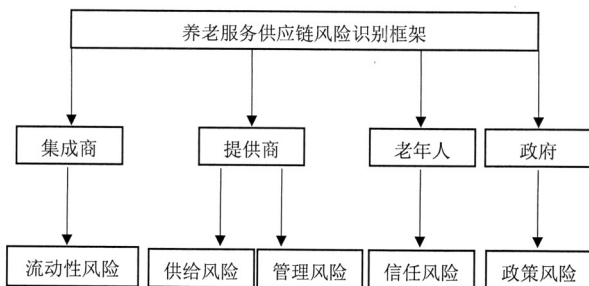 养老服务供应链风险识别框架
集成商
提供商
老年人
政府
流动性风险
供给风险
管理风险
信任风险
政策风险